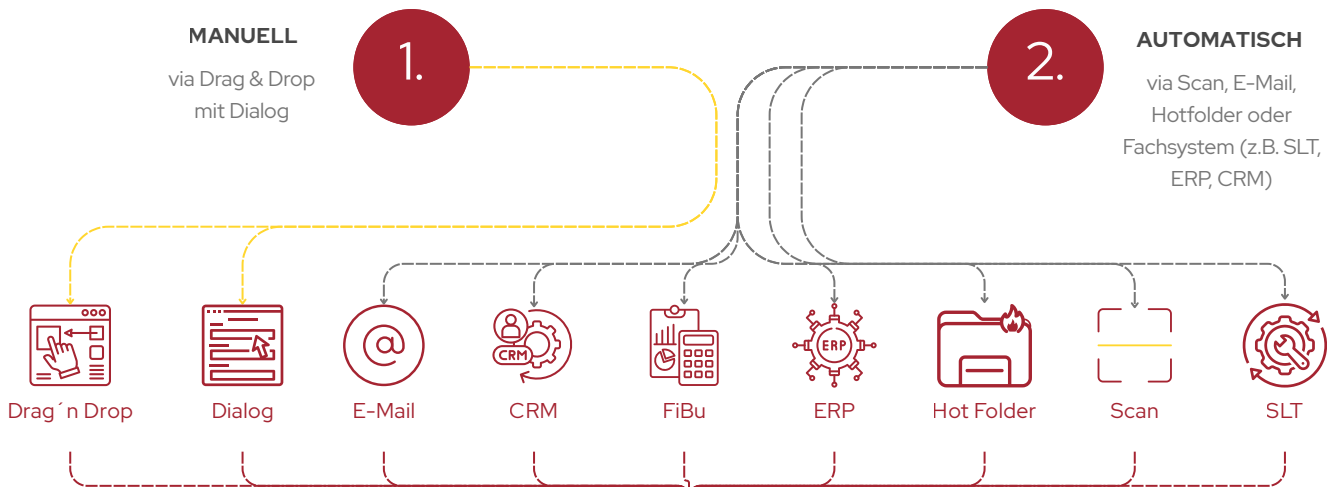 MANUELL
via Drag & Drop
mit Dialog
1.
2.
AUTOMATISCH
via Scan, E-Mail,
Hotfolder oder
Fachsystem (z.B. SLT,
ERP, CRM)
CRM
ERP
Drag´n Drop
Dialog
E-Mail
CRM
FiBu
ERP
Hot Folder
Scan
SLT